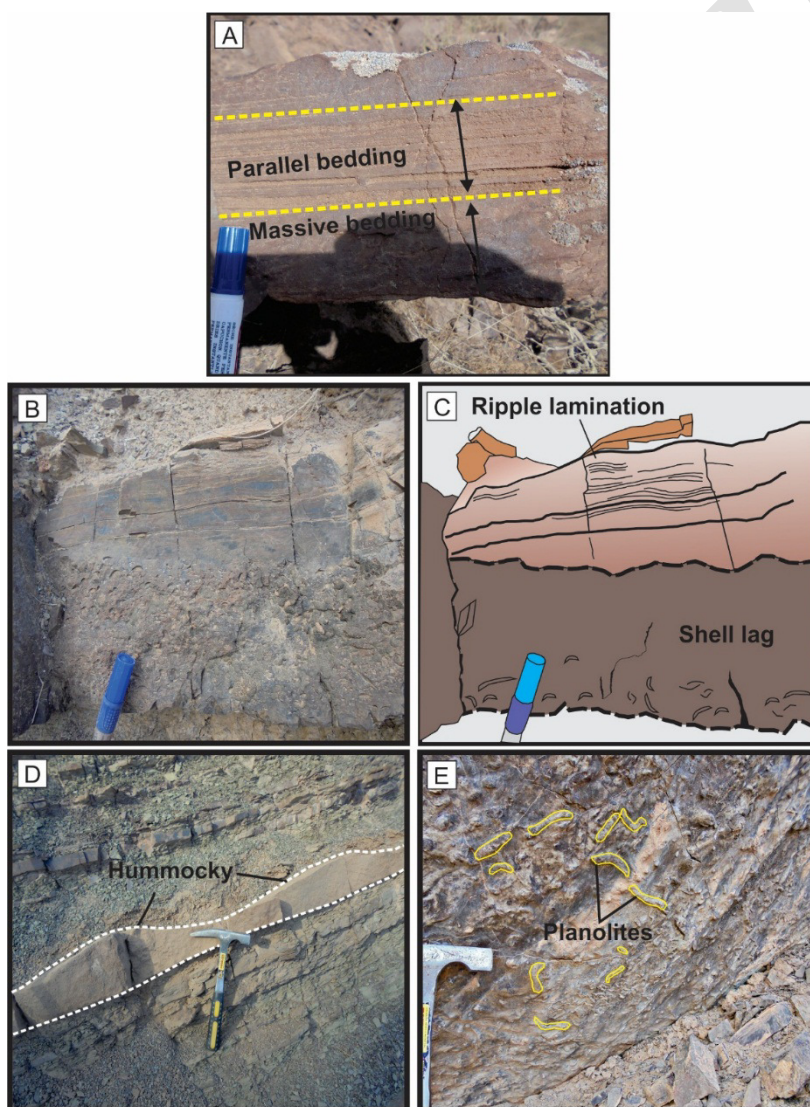 A
Parallel bedding
Massive bedding
B
C
Ripple lamination
Shell lag
D
Hummocky
E
Planolites